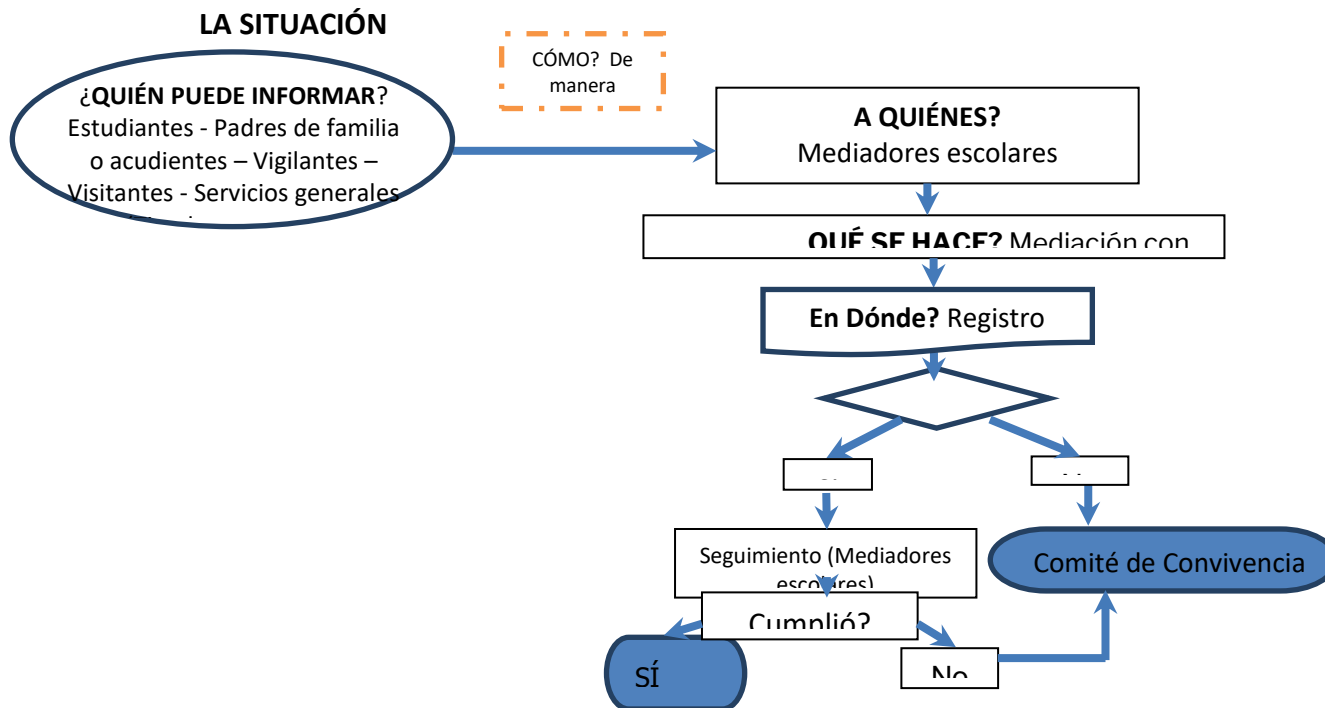 LA SITUACIÓN
CÓMO? De
manera
¿QUIÉN PUEDE INFORMAR?
Estudiantes - Padres de familia
o acudientes – Vigilantes –
Visitantes - Servicios generales
A QUIÉNES?
Mediadores escolares
QUÉ SE HACE? Mediación con
En Dónde? Registro
Seguimiento (Mediadores
escolares)
Comité de Convivencia
Cumplió?
SÍ
No